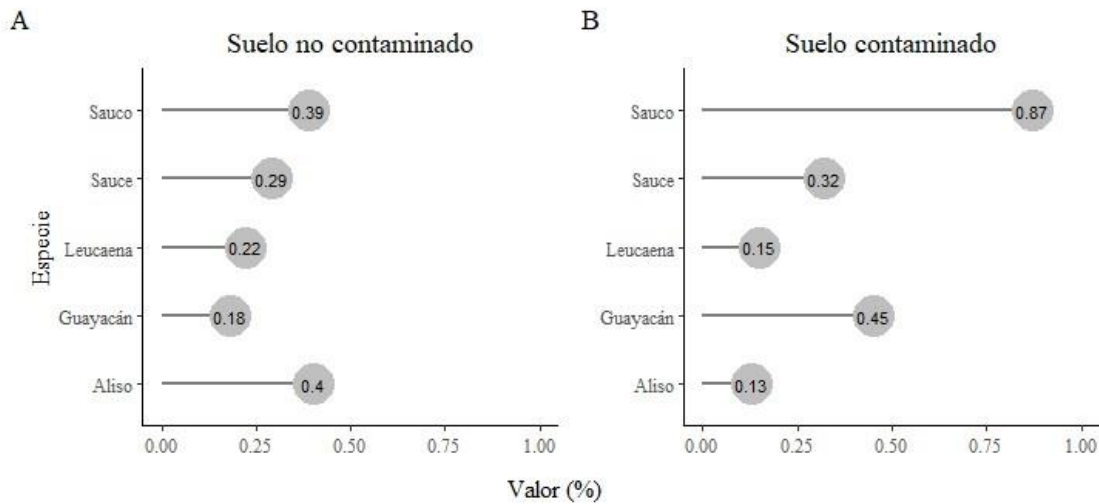 A
Suelo no contaminado
Especie
Sauco
0.39
Sauce
0.29
Leucaena
0.22
Guayacán
0.18
Aliso
0.4
0.00 0.25 0.50 0.75 1.00
B
Suelo contaminado
Sauco
0.87
Sauce
0.32
Leucaena
0.15
Guayacán
0.45
Aliso
0.13
0.00 0.25 0.50 0.75 1.00
Valor (%)